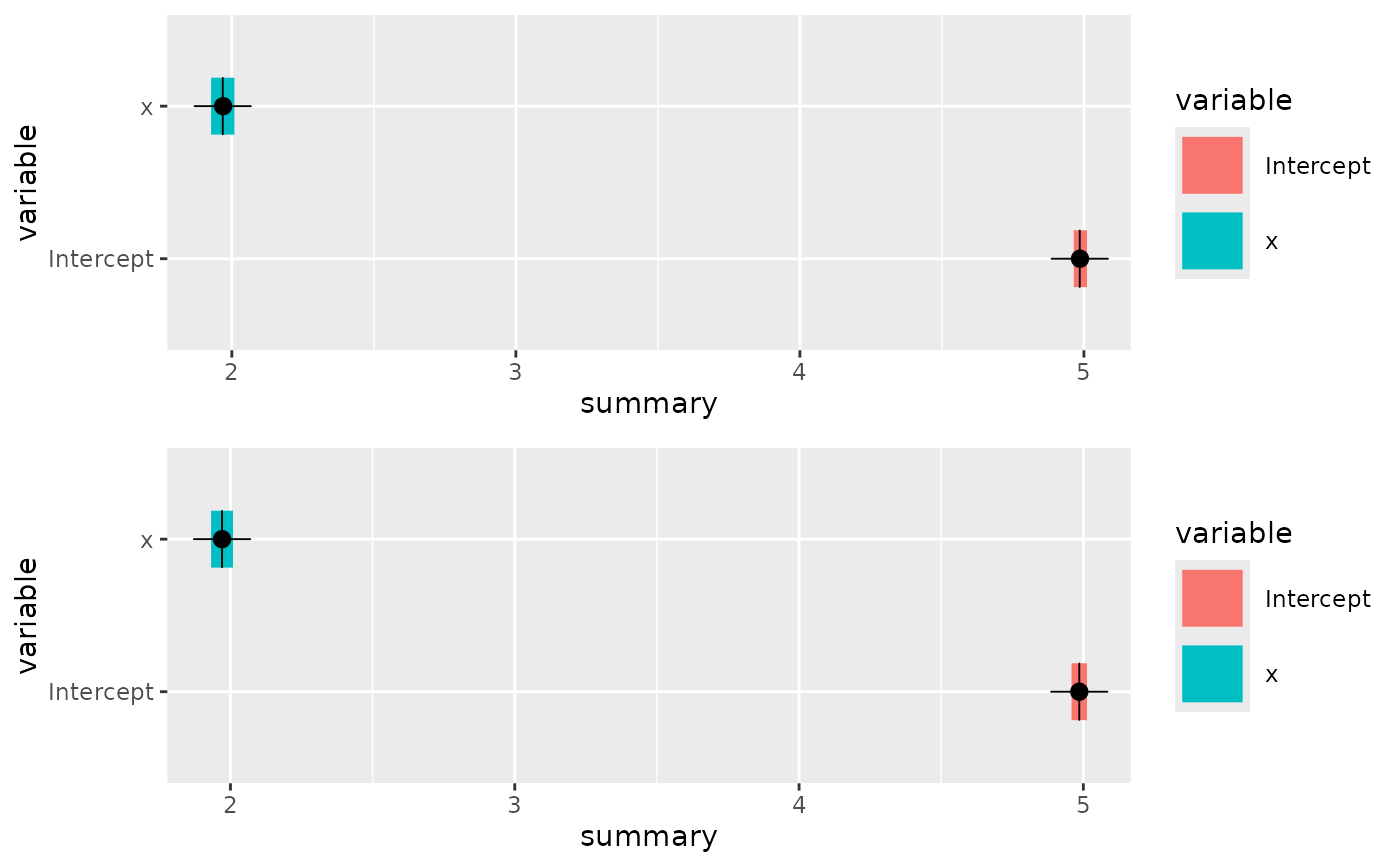 variable
x
Intercept
2 3 4 5
summary
variable
Intercept
x
variable
x
Intercept
2 3 4 5
summary
variable
Intercept
x